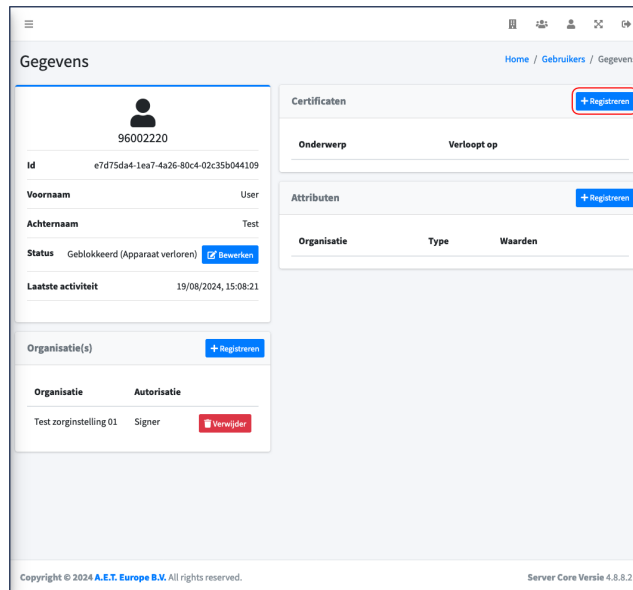 Gegevens
Home / Gebruikers / Gegevens
96002220
Id e7d75da4-1ea7-4a26-80c4-02c35b044109
Voornaam User
Achternaam Test
Status Geblokkeerd (Apparaat verloren) Bewerken
Laatste activiteit 19/08/2024, 15:08:21
Organisatie(s) + Registreren
Organisatie Autorisatie
Test zorginstelling 01 Signer Verwijder
Certificaten + Registreren
Onderwerp Verloopt op
Attributen + Registreren
Organisatie Type Waarden
Copyright © 2024 A.E.T. Europe B.V. All rights reserved.
Server Core Versie 4.8.8.2